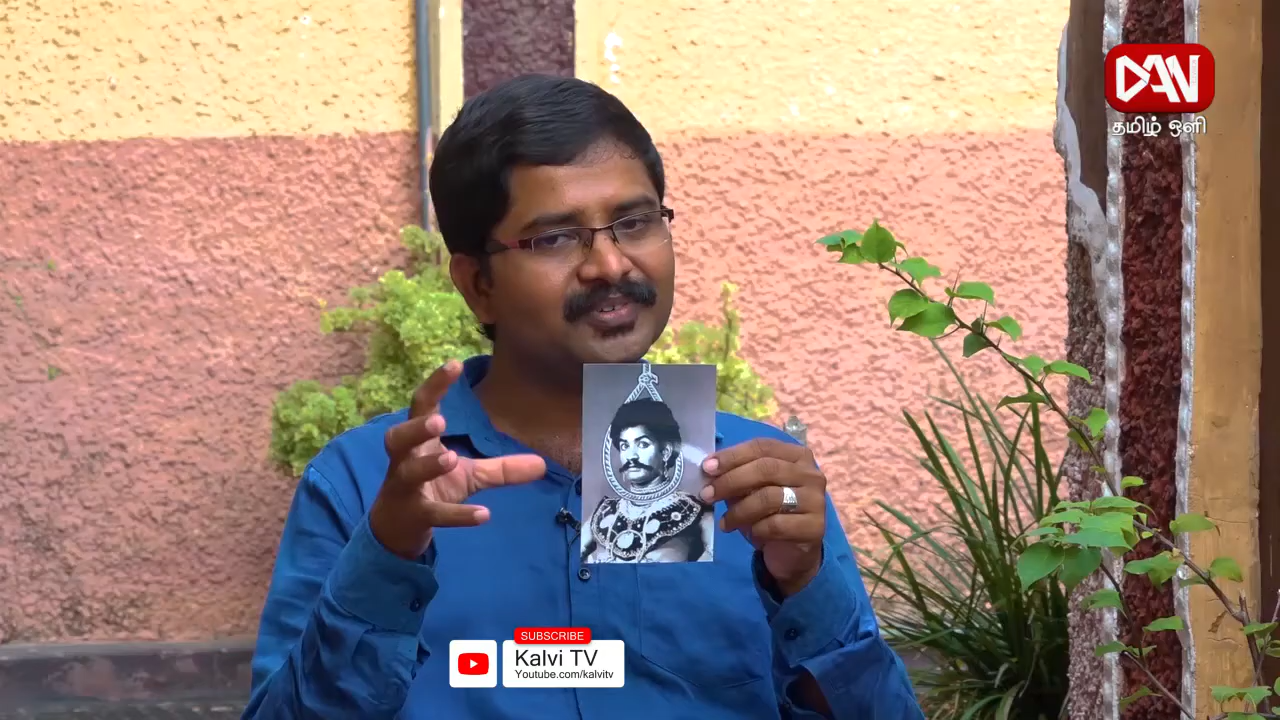 DAN
தமிழ் ஒளி
SUBSCRIBE
Kalvi TV
Youtube.com/kalvitv